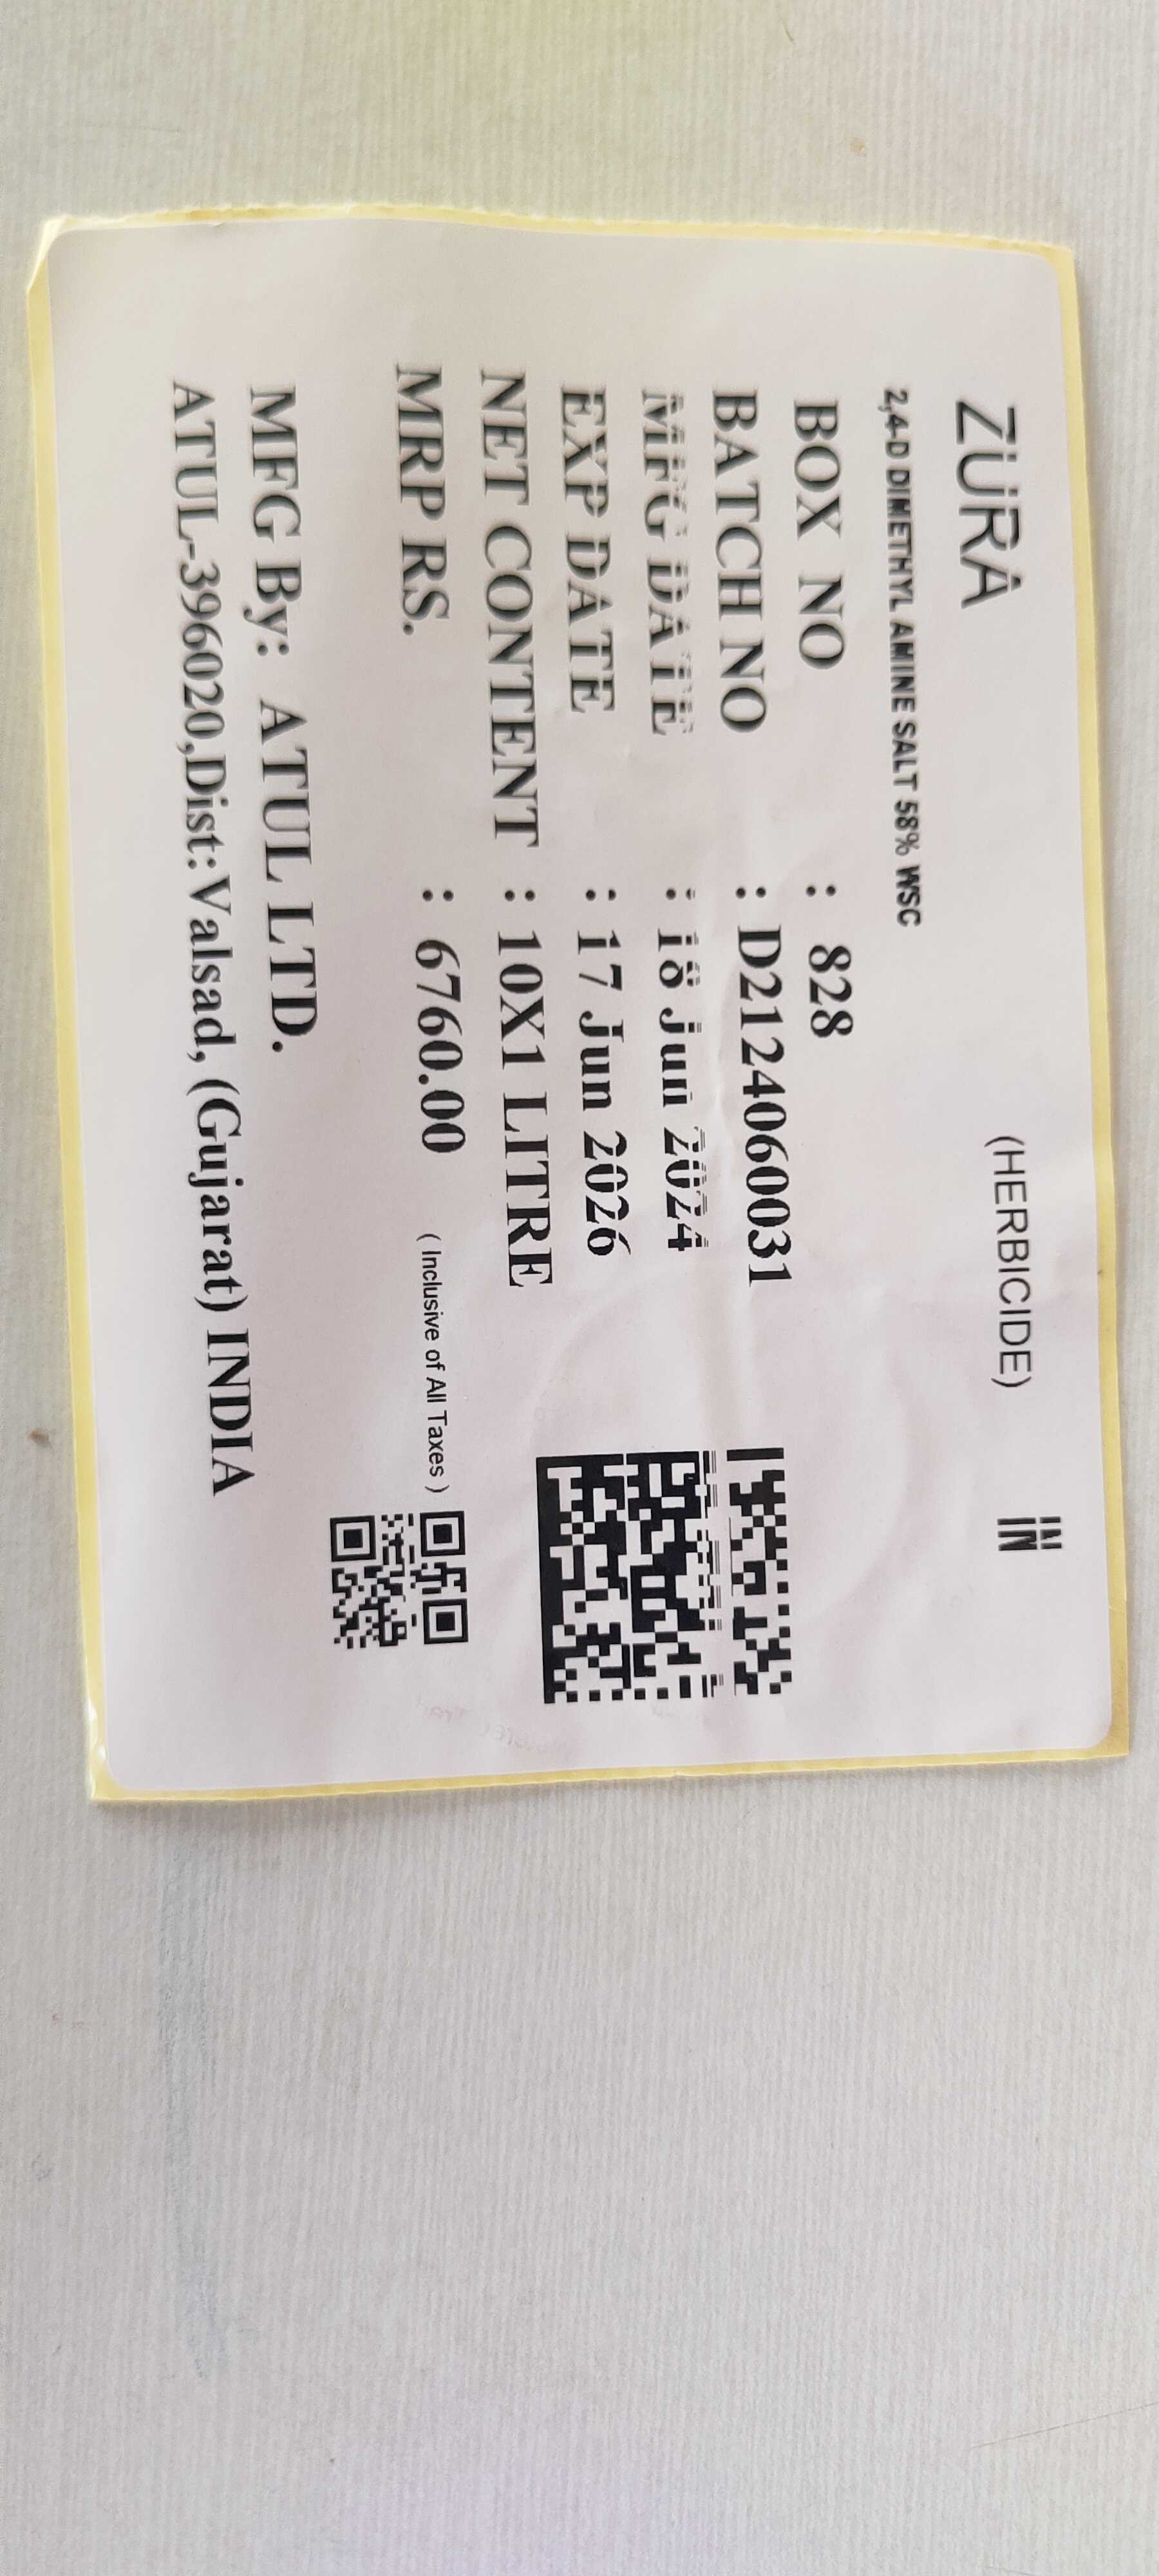 ZURA (HERBICIDE) IN
2,4-D DIMETHYL AMINE SALT 58% WSC
BOX NO : 828
BATCH NO : D2124060031
MFG DATE : 18 Jun 2024
EXP DATE : 17 Jun 2026
NET CONTENT : 10X1 LITRE
MRP RS. : 6760.00 ( Inclusive of All Taxes )
MFG By: ATUL LTD.
ATUL-396020,Dist:Valsad, (Gujarat) INDIA